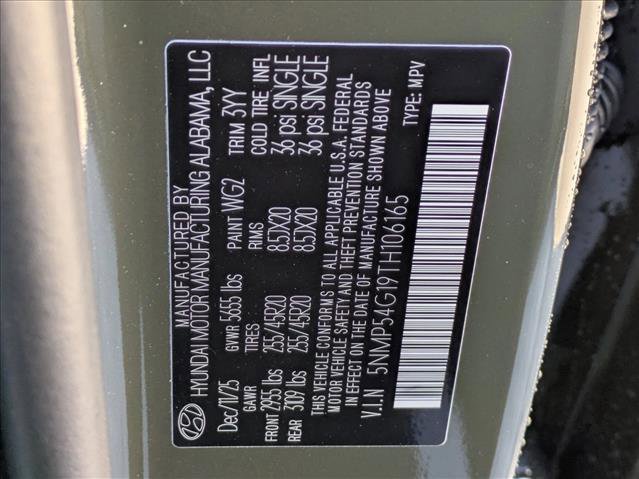 MANUFACTURED BY
HYUNDAI MOTOR MANUFACTURING ALABAMA, LLC
Dec/11/25 GVWR 5655 lbs PAINT WG2 TRIM 3YY
GAWR TIRES RIMS COLD TIRE INFL
FRONT 2955 lbs 255/45R20 8.5JX20 36 psi SINGLE
REAR 3109 lbs 255/45R20 8.5JX20 36 psi SINGLE
THIS VEHICLE CONFORMS TO ALL APPLICABLE U.S.A. FEDERAL
MOTOR VEHICLE SAFETY AND THEFT PREVENTION STANDARDS
IN EFFECT ON THE DATE OF MANUFACTURE SHOWN ABOVE
V.I.N 5NMP54G19TH106165 TYPE: MPV